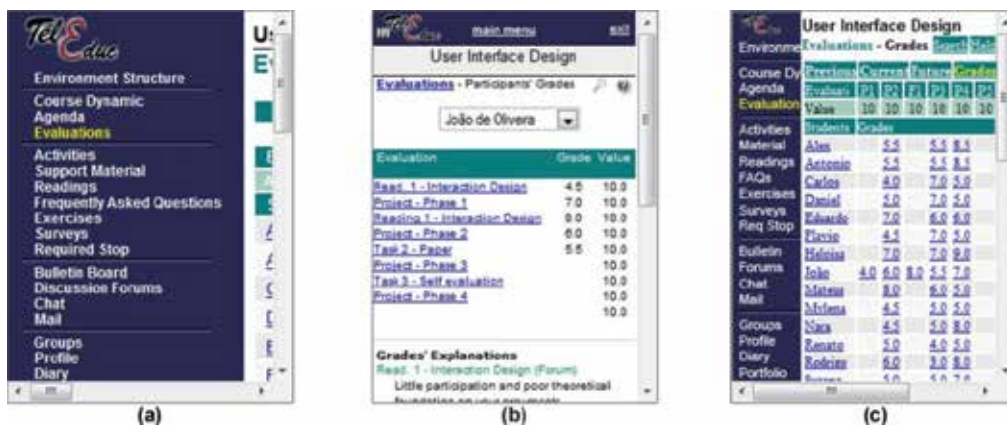 TelEduc
Environment Structure
Course Dynamic
Agenda
Evaluations
Activities
Support Material
Readings
Frequently Asked Questions
Exercises
Surveys
Required Stop
Bulletin Board
Discussion Forums
Chat
Mail
Groups
Profile
Diary
(a)
main menu exit
User Interface Design
Evaluations - Participants' Grades
João de Oliveira
Evaluation Grade Value
Read. 1 - Interaction Design 4.5 10.0
Project - Phase 1 7.0 10.0
Reading 1 - Interaction Design 8.0 10.0
Project - Phase 2 6.0 10.0
Task 2 - Paper 5.5 10.0
Project - Phase 3 10.0
Task 3 - Self evaluation 10.0
Project - Phase 4 10.0
10.0
Grades' Explanations
Read. 1 - Interaction Design (Forum)
Little participation and poor theoretical
foundation on your arguments
(b)
User Interface Design
Evaluations - Grades Search Help
Previous Current Future Grades
Value 10 10 10 10 10 10
Students Grades
Alex 5.5 5.5 8.5
Antonio 5.5 5.5 8.5
Carlos 4.0 7.0 5.0
Daniel 5.0 7.0 5.0
Eduardo 7.0 6.0 6.0
Flavio 4.5 7.0 5.0
Heloisa 7.0 7.0 9.0
João 4.0 6.0 8.0 5.5 7.0
Mateus 8.0 6.0 5.0
Mylena 4.5 5.0 5.0
Nara 4.5 5.0 8.0
Renato 5.0 4.0 5.0
Rodrigo 6.0 3.0 8.0
Environme
Course Dy
Agenda
Evaluation
Activities
Material
Readings
FAQs
Exercises
Surveys
Req Stop
Bulletin
Forums
Chat
Mail
Groups
Profile
Diary
Portfolio
(c)